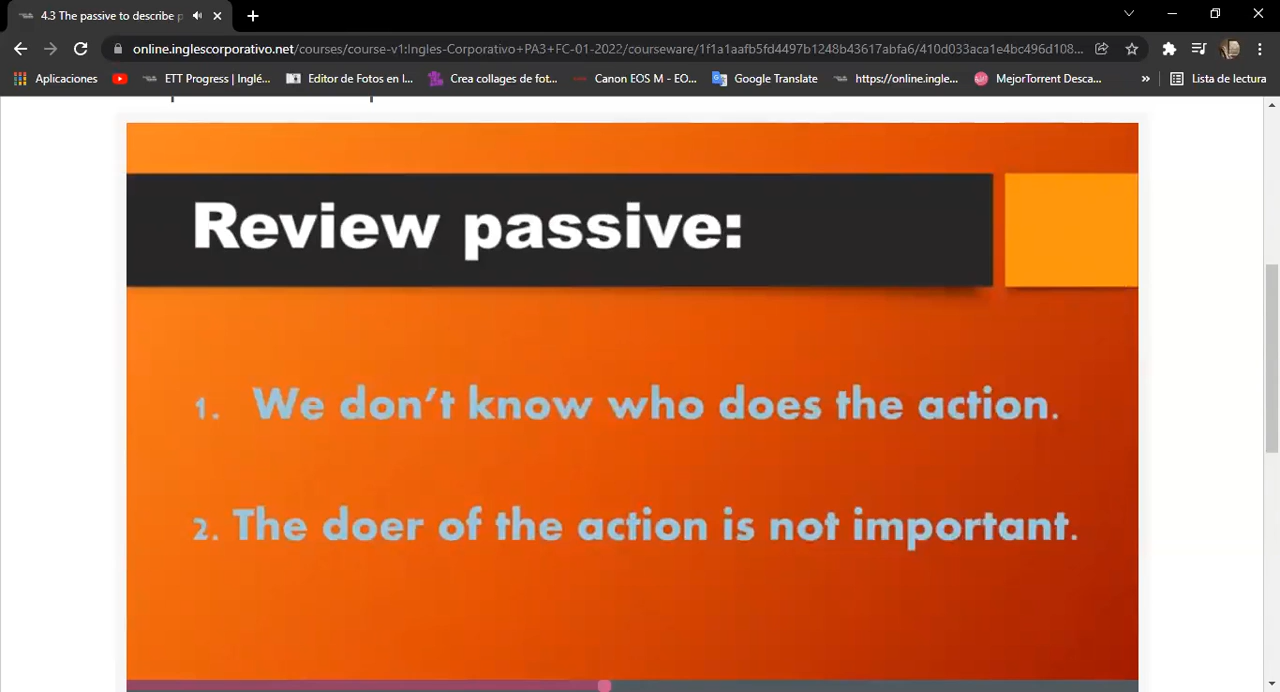 4.3 The passive to describe p
online.inglescorporativo.net/courses/course-v1:Ingles-Corporativo+PA3+FC-01-2022/courseware/1f1a1aafb5fd4497b1248b43617abfa6/410d033aca1e4bc496d108...
Aplicaciones ETT Progress | Inglé... Editor de Fotos en l... Crea collages de fot... Canon EOS M - EO... Google Translate https://online.ingle... MejorTorrent Desca... » Lista de lectura
Review passive:
1. We don't know who does the action.
2. The doer of the action is not important.